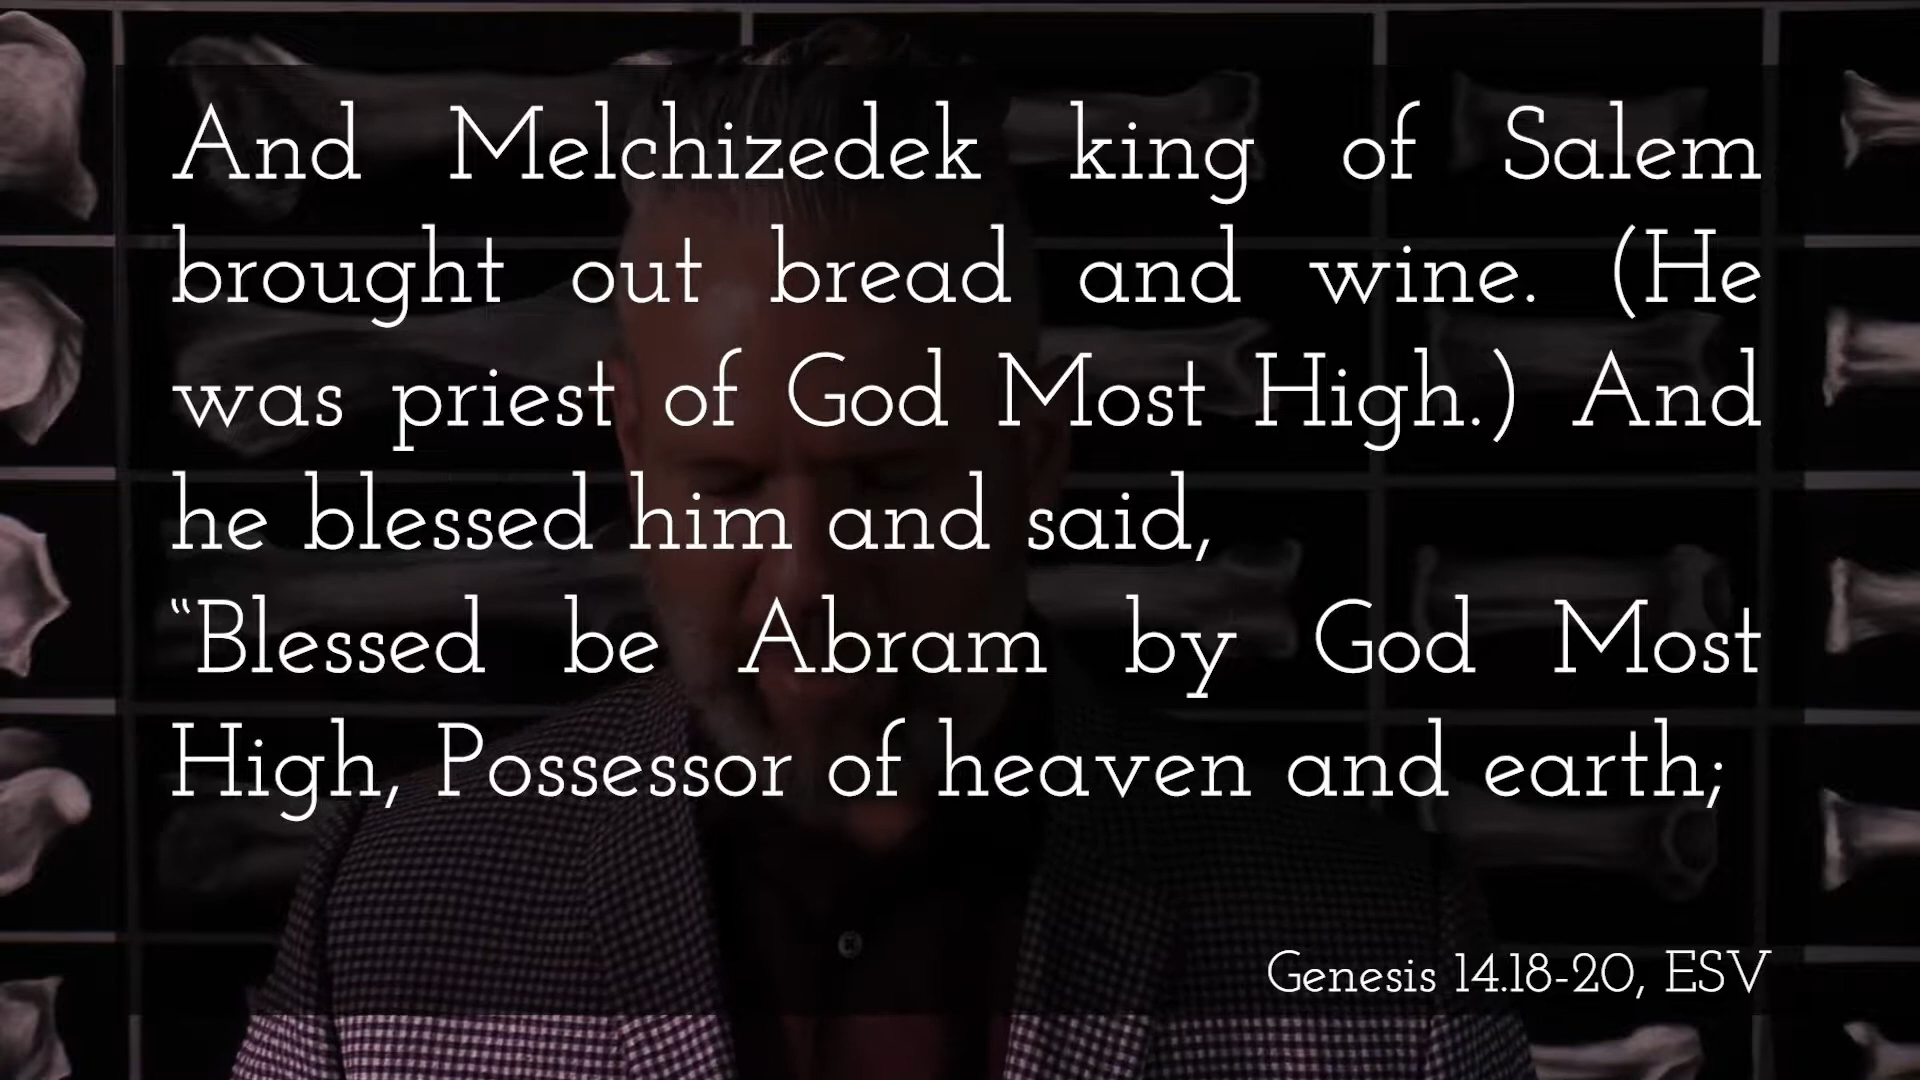 And Melchizedek king of Salem
brought out bread and wine. (He
was priest of God Most High.) And
he blessed him and said,
“Blessed be Abram by God Most
High, Possessor of heaven and earth;
Genesis 14.18-20, ESV